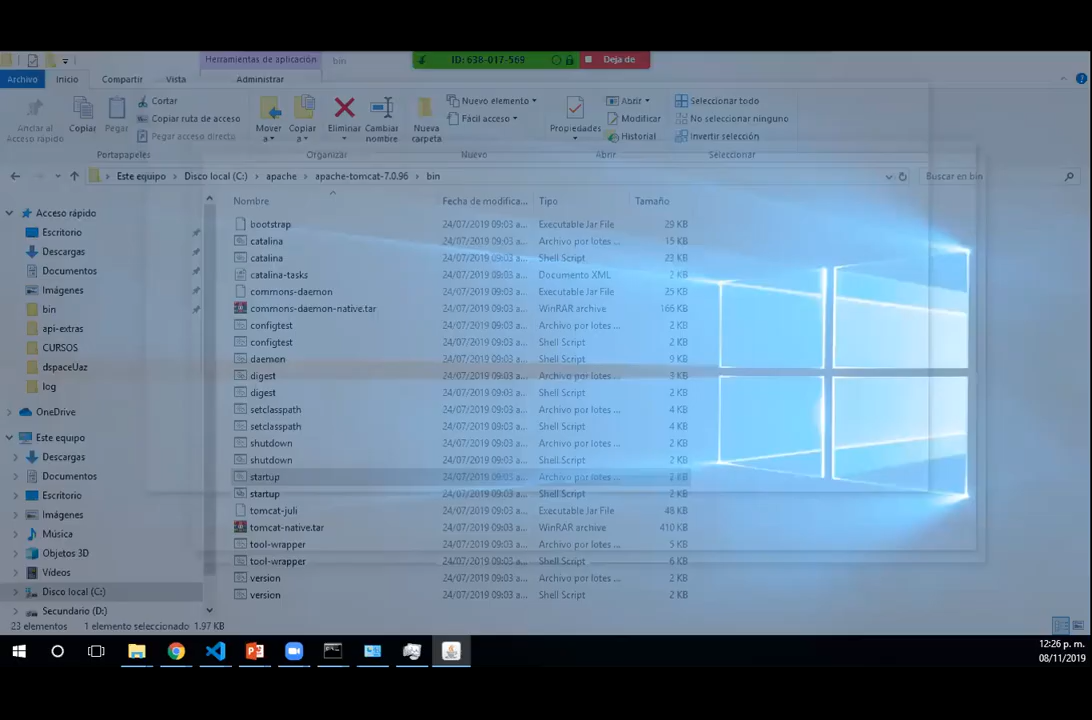 Herramientas de aplicación bin ID: 638-017-569 Deja de
Archivo Inicio Compartir Vista Administrar
Anclar al
Acceso rápido
Copiar
Pegar
Cortar
Copiar ruta de acceso
Pegar acceso directo
Mover
a
Copiar
a
Eliminar
Cambiar
nombre
Nueva
carpeta
Nuevo elemento
Fácil acceso
Propiedades
Abrir
Modificar
Historial
Seleccionar todo
No seleccionar ninguno
Invertir selección
Portapapeles Organizar Nuevo Abrir Seleccionar
Este equipo > Disco local (C:) > apache > apache-tomcat-7.0.96 > bin Buscar en bin
Nombre Fecha de modifica... Tipo Tamaño
bootstrap 24/07/2019 09:03 a... Executable Jar File 29 KB
catalina 24/07/2019 09:03 a... Archivo por lotes ... 15 KB
catalina 24/07/2019 09:03 a... Shell Script 23 KB
catalina-tasks 24/07/2019 09:03 a... Documento XML 2 KB
commons-daemon 24/07/2019 09:03 a... Executable Jar File 25 KB
commons-daemon-native.tar 24/07/2019 09:03 a... WinRAR archive 166 KB
configtest 24/07/2019 09:03 a... Archivo por lotes ... 2 KB
configtest 24/07/2019 09:03 a... Shell Script 2 KB
daemon 24/07/2019 09:03 a... Shell Script 9 KB
digest 24/07/2019 09:03 a... Archivo por lotes ... 3 KB
digest 24/07/2019 09:03 a... Shell Script 2 KB
setclasspath 24/07/2019 09:03 a... Archivo por lotes ... 4 KB
setclasspath 24/07/2019 09:03 a... Shell Script 4 KB
shutdown 24/07/2019 09:03 a... Archivo por lotes ... 2 KB
shutdown 24/07/2019 09:03 a... Shell Script 2 KB
startup 24/07/2019 09:03 a... Archivo por lotes ... 2 KB
startup 24/07/2019 09:03 a... Shell Script 2 KB
tomcat-juli 24/07/2019 09:03 a... Executable Jar File 48 KB
tomcat-native.tar 24/07/2019 09:03 a... WinRAR archive 410 KB
tool-wrapper 24/07/2019 09:03 a... Archivo por lotes ... 5 KB
tool-wrapper 24/07/2019 09:03 a... Shell Script 6 KB
version 24/07/2019 09:03 a... Archivo por lotes ... 2 KB
version 24/07/2019 09:03 a... Shell Script 2 KB
Acceso rápido
Escritorio
Descargas
Documentos
Imágenes
bin
api-extras
CURSOS
dspaceUaz
log
OneDrive
Este equipo
Descargas
Documentos
Escritorio
Imágenes
Música
Objetos 3D
Vídeos
Disco local (C:)
Secundario (D:)
23 elementos 1 elemento seleccionado 1.97 KB
12:26 p. m.
08/11/2019